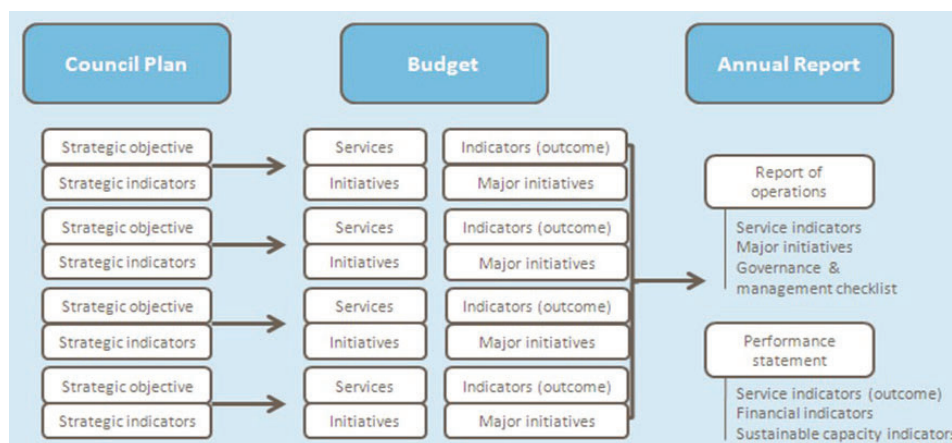 Council Plan
Budget
Annual Report
Strategic objective
Strategic indicators
Services
Initiatives
Indicators (outcome)
Major initiatives
Strategic objective
Strategic indicators
Services
Initiatives
Indicators (outcome)
Major initiatives
Strategic objective
Strategic indicators
Services
Initiatives
Indicators (outcome)
Major initiatives
Strategic objective
Strategic indicators
Services
Initiatives
Indicators (outcome)
Major initiatives
Report of
operations
Service indicators
Major initiatives
Governance &
management checklist
Performance
statement
Service indicators (outcome)
Financial indicators
Sustainable capacity indicators